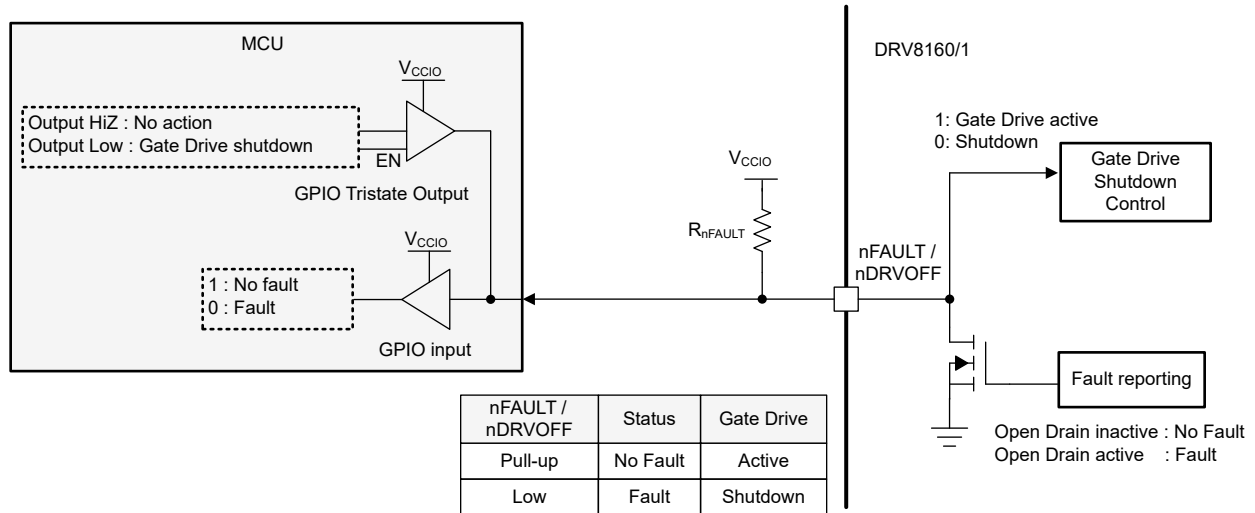 MCU
DRV8160/1
VCCIO
Output HiZ : No action
Output Low : Gate Drive shutdown
EN
GPIO Tristate Output
VCCIO
1 : No fault
0 : Fault
GPIO input
VCCIO
RnFAULT
nFAULT /
nDRVOFF
1: Gate Drive active
0: Shutdown
Gate Drive
Shutdown
Control
Fault reporting
Open Drain inactive : No Fault
Open Drain active : Fault
nFAULT /
nDRVOFF
Status
Gate Drive
Pull-up
No Fault
Active
Low
Fault
Shutdown